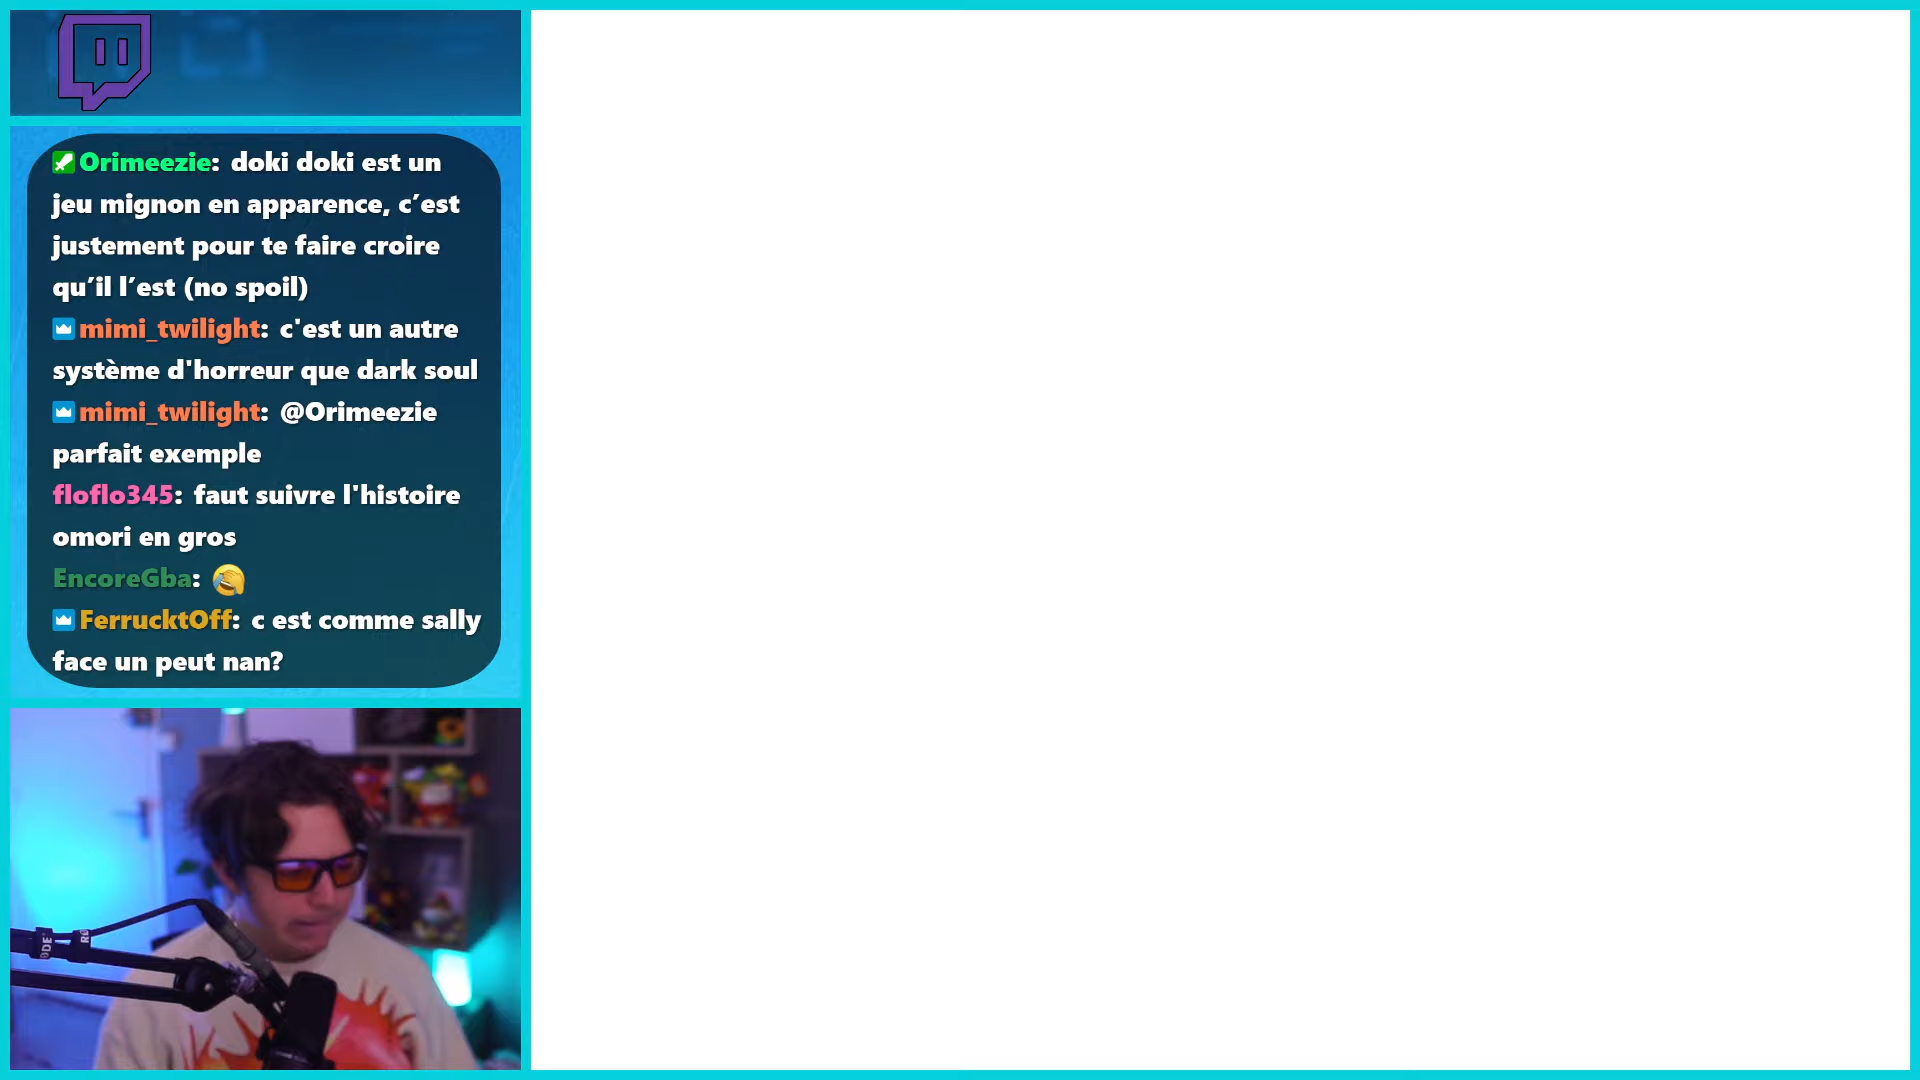 Orimeezie: doki doki est un
jeu mignon en apparence, c’est
justement pour te faire croire
qu’il l’est (no spoil)
mimi_twilight: c'est un autre
système d'horreur que dark soul
mimi_twilight: @Orimeezie
parfait exemple
floflo345: faut suivre l'histoire
omori en gros
EncoreGba: 🤣
FerrucktOff: c est comme sally
face un peut nan?